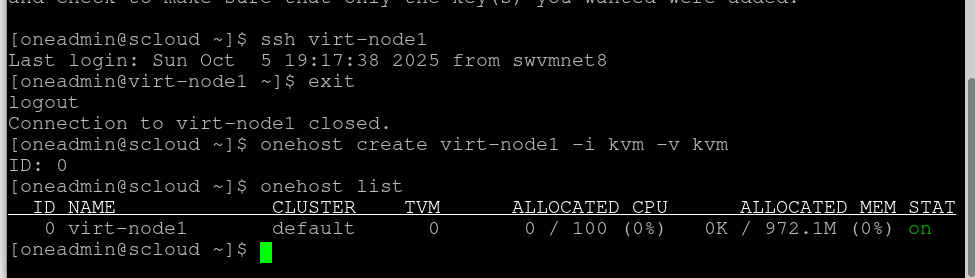 and check to make sure that only the key(s) you wanted were added.
[oneadmin@scloud ~]$ ssh virt-node1
Last login: Sun Oct  5 19:17:38 2025 from swvmnet8
[oneadmin@virt-node1 ~]$ exit
logout
Connection to virt-node1 closed.
[oneadmin@scloud ~]$ onehost create virt-node1 -i kvm -v kvm
ID: 0
[oneadmin@scloud ~]$ onehost list
  ID NAME               CLUSTER    TVM      ALLOCATED CPU      ALLOCATED MEM STAT
   0 virt-node1         default      0       0 / 100 (0%)   0K / 972.1M (0%) on
[oneadmin@scloud ~]$